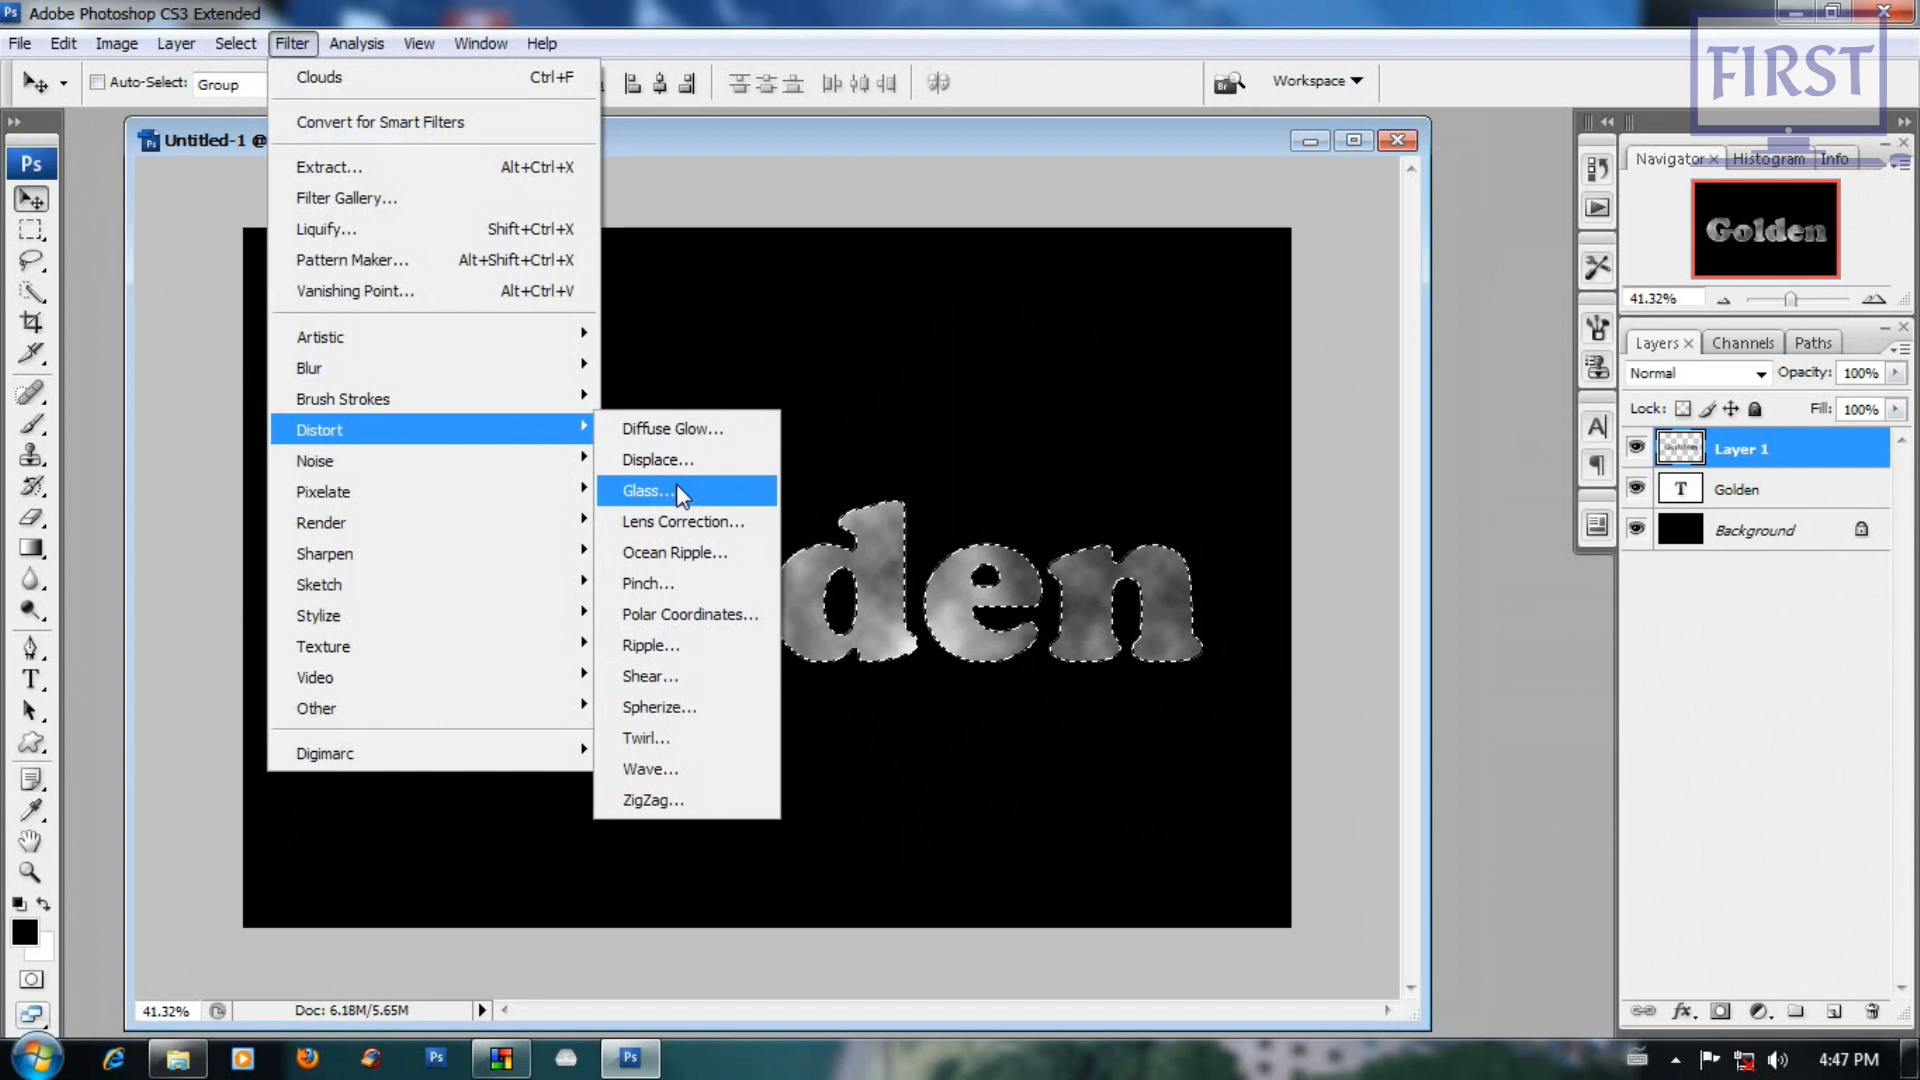 Adobe Photoshop CS3 Extended
File Edit Image Layer Select Filter Analysis View Window Help
FIRST
Auto-Select: Group
Workspace
Untitled-1 @
Clouds Ctrl+F
Convert for Smart Filters
Extract... Alt+Ctrl+X
Filter Gallery...
Liquify... Shift+Ctrl+X
Pattern Maker... Alt+Shift+Ctrl+X
Vanishing Point... Alt+Ctrl+V
Artistic
Blur
Brush Strokes
Distort
Noise
Pixelate
Render
Sharpen
Sketch
Stylize
Texture
Video
Other
Digimarc
Diffuse Glow...
Displace...
Glass...
Lens Correction...
Ocean Ripple...
Pinch...
Polar Coordinates...
Ripple...
Shear...
Spherize...
Twirl...
Wave...
ZigZag...
den
Navigator Histogram Info
Golden
41.32%
Layers Channels Paths
Normal Opacity: 100%
Lock: Fill: 100%
Layer 1
T Golden
Background
Ps
T
Br
A
41.32% Doc: 6.18M/5.65M
Ps Ps
4:47 PM